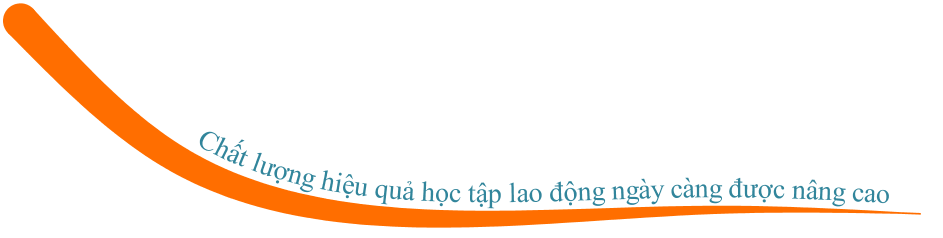 Chất lượng hiệu quả học tập lao động ngày càng được nâng cao